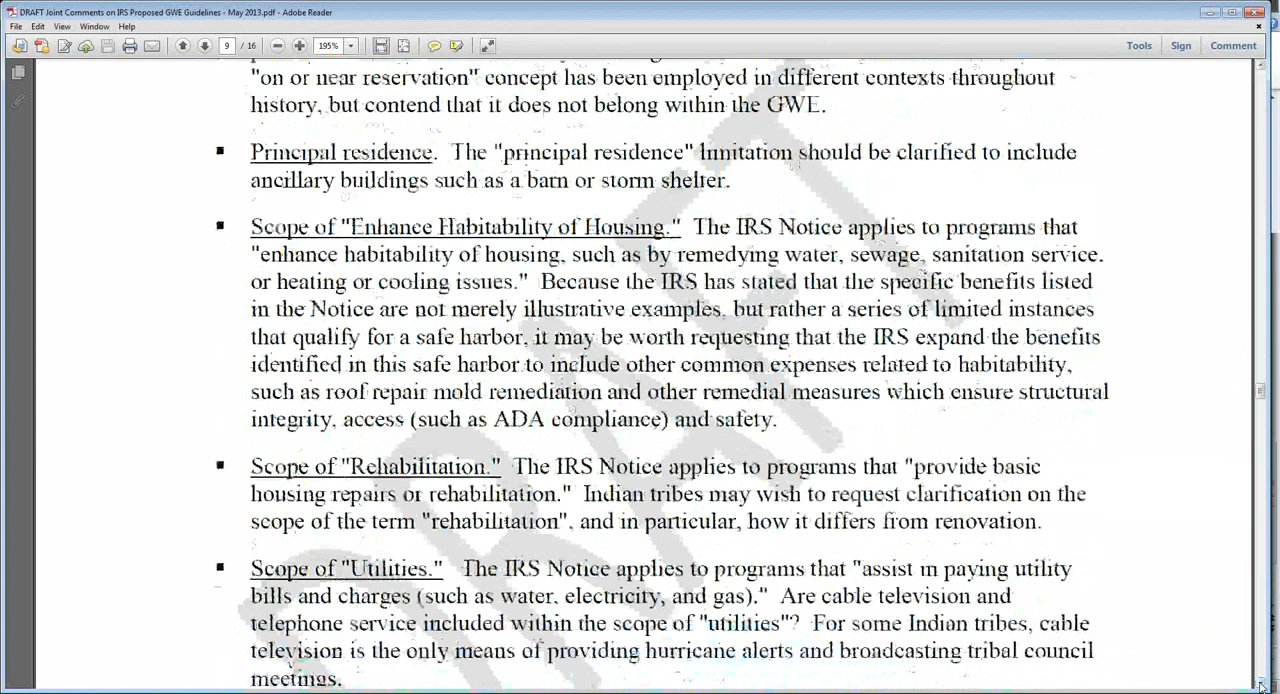 DRAFT Joint Comments on IRS Proposed GWE Guidelines - May 2013.pdf - Adobe Reader
File Edit View Window Help
9 / 16 195% Tools Sign Comment
"on or near reservation" concept has been employed in different contexts throughout
history, but contend that it does not belong within the GWE.
▪ Principal residence. The "principal residence" limitation should be clarified to include
ancillary buildings such as a barn or storm shelter.
▪ Scope of "Enhance Habitability of Housing." The IRS Notice applies to programs that
"enhance habitability of housing, such as by remedying water, sewage, sanitation service,
or heating or cooling issues." Because the IRS has stated that the specific benefits listed
in the Notice are not merely illustrative examples, but rather a series of limited instances
that qualify for a safe harbor, it may be worth requesting that the IRS expand the benefits
identified in this safe harbor to include other common expenses related to habitability,
such as roof repair mold remediation and other remedial measures which ensure structural
integrity, access (such as ADA compliance) and safety.
▪ Scope of "Rehabilitation." The IRS Notice applies to programs that "provide basic
housing repairs or rehabilitation." Indian tribes may wish to request clarification on the
scope of the term "rehabilitation", and in particular, how it differs from renovation.
▪ Scope of "Utilities." The IRS Notice applies to programs that "assist in paying utility
bills and charges (such as water, electricity, and gas)." Are cable television and
telephone service included within the scope of "utilities"? For some Indian tribes, cable
television is the only means of providing hurricane alerts and broadcasting tribal council
meetings.
DRAFT